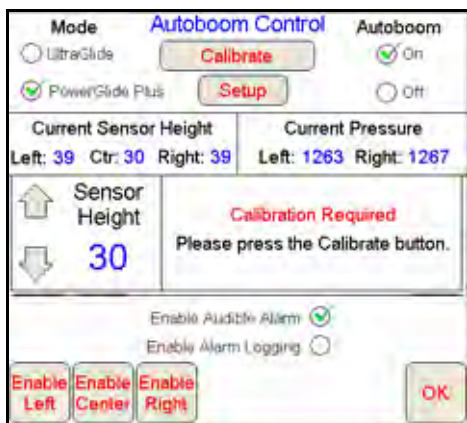 Mode Autoboom Control Autoboom
UltraGlide Calibrate On
PowerGlide Plus Setup Off
Current Sensor Height Current Pressure
Left: 39 Ctr: 30 Right: 39 Left: 1263 Right: 1267
Sensor Height
30
Calibration Required
Please press the Calibrate button.
Enable Audible Alarm
Enable Alarm Logging
Enable Left Enable Center Enable Right OK